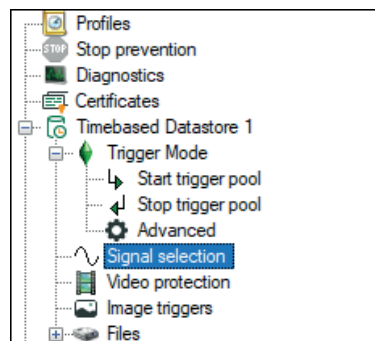 Profiles
STOP Stop prevention
Diagnostics
Certificates
Timebased Datastore 1
Trigger Mode
Start trigger pool
Stop trigger pool
Advanced
Signal selection
Video protection
Image triggers
Files